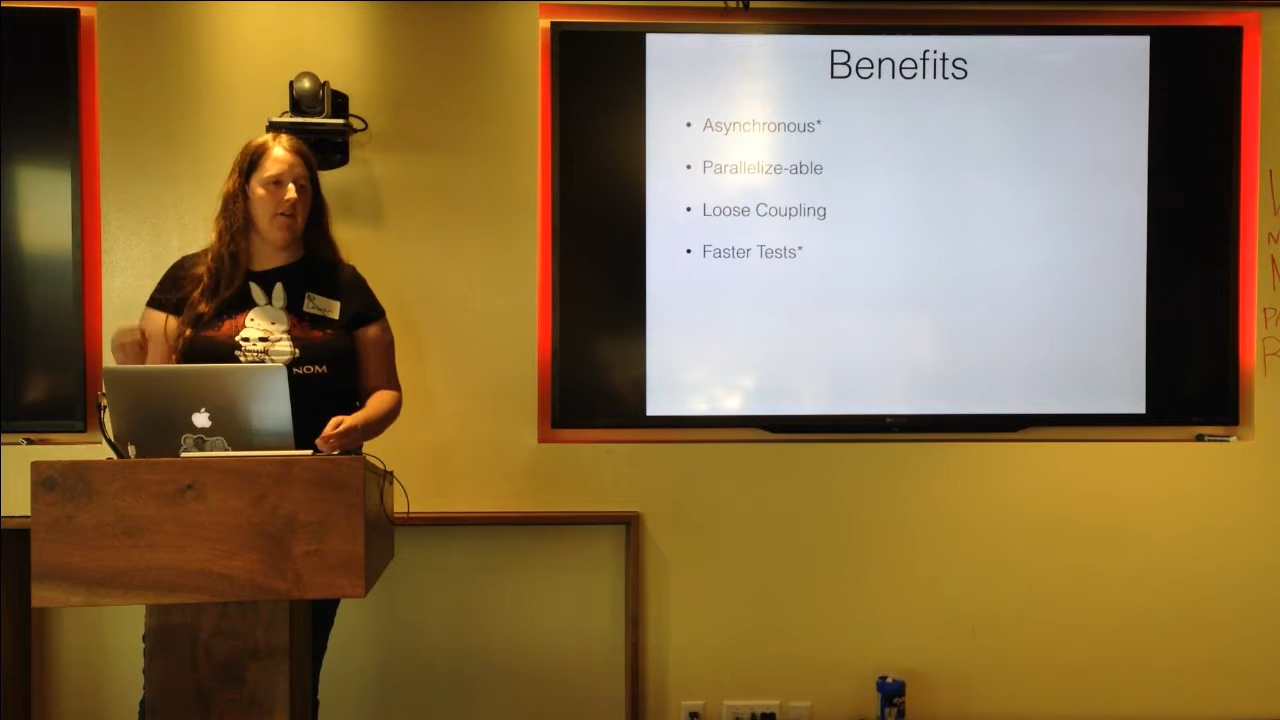 Benefits
• Asynchronous*
• Parallelize-able
• Loose Coupling
• Faster Tests*
NOM